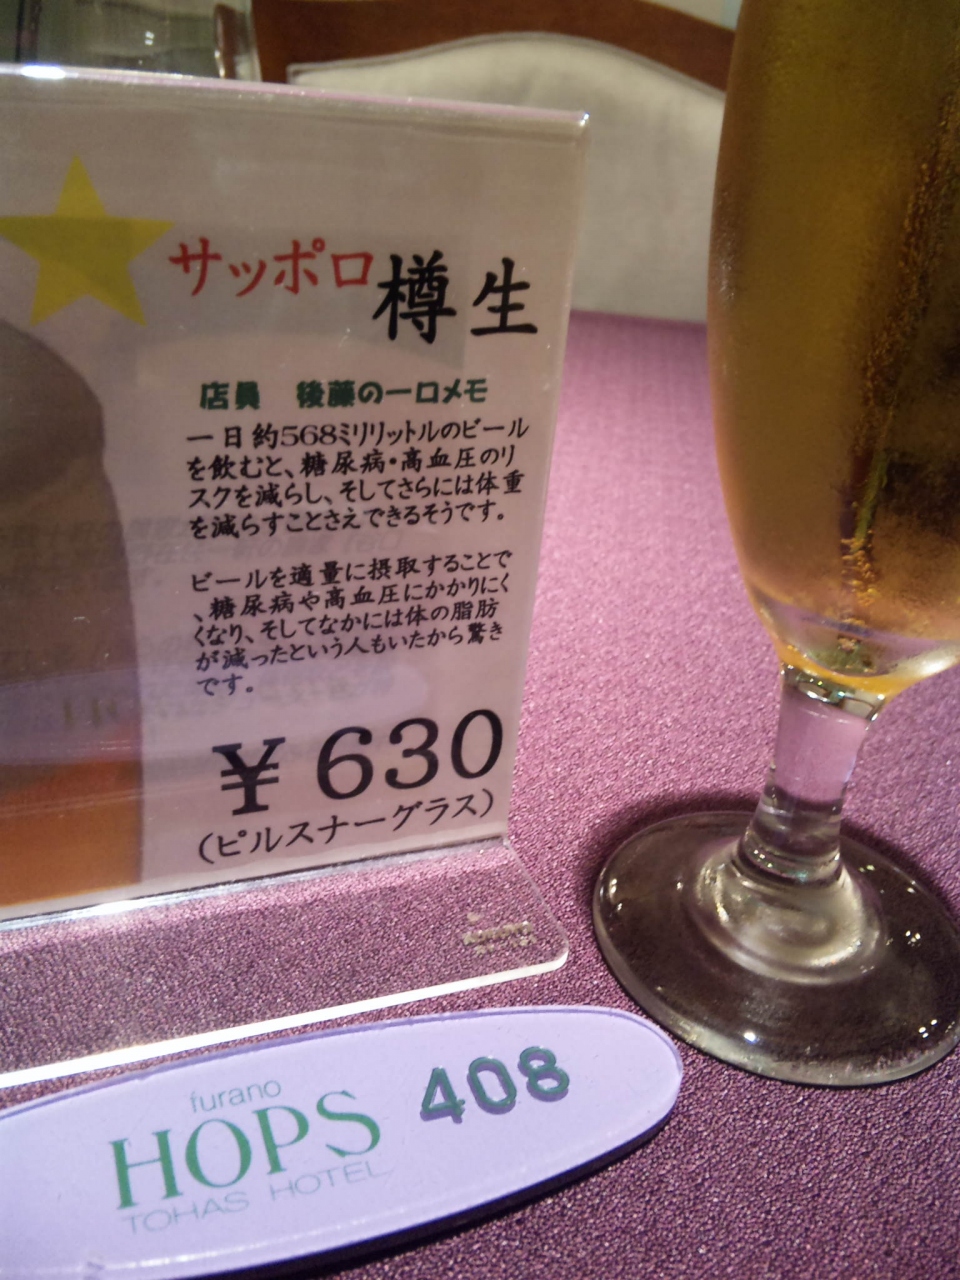 サッポロ 樽生
店員 後藤の一口メモ
一日約568ミリリットルのビール
を飲むと、糖尿病・高血圧のリ
スクを減らし、そしてさらには体重
を減らすことさえできるそうです。
ビールを適量に摂取することで
、糖尿病や高血圧にかかりにく
くなり、そしてなかには体の脂肪
が減ったという人もいたから驚き
です。
¥630
(ピルスナーグラス)
furano
HOPS 408
TOHAS HOTEL